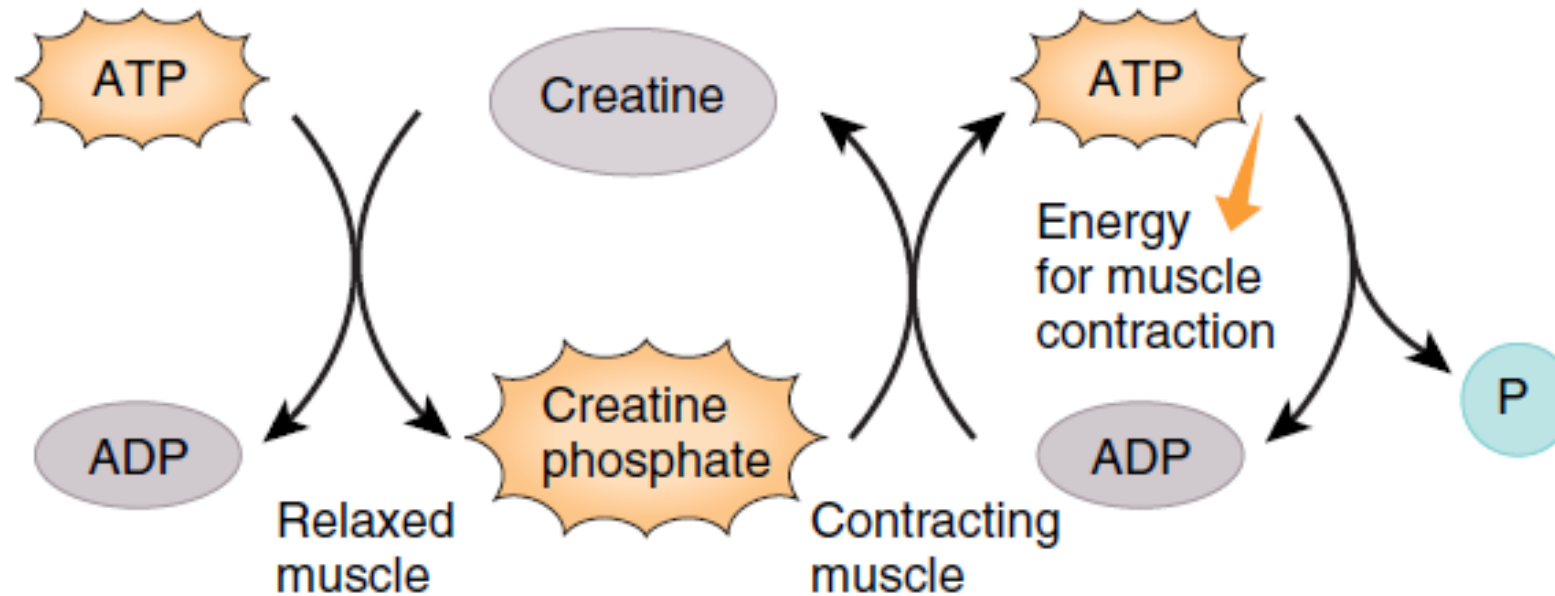 ATP
Creatine
ATP
Energy
for muscle
contraction
ADP
Creatine
phosphate
ADP
P
Relaxed
muscle
Contracting
muscle